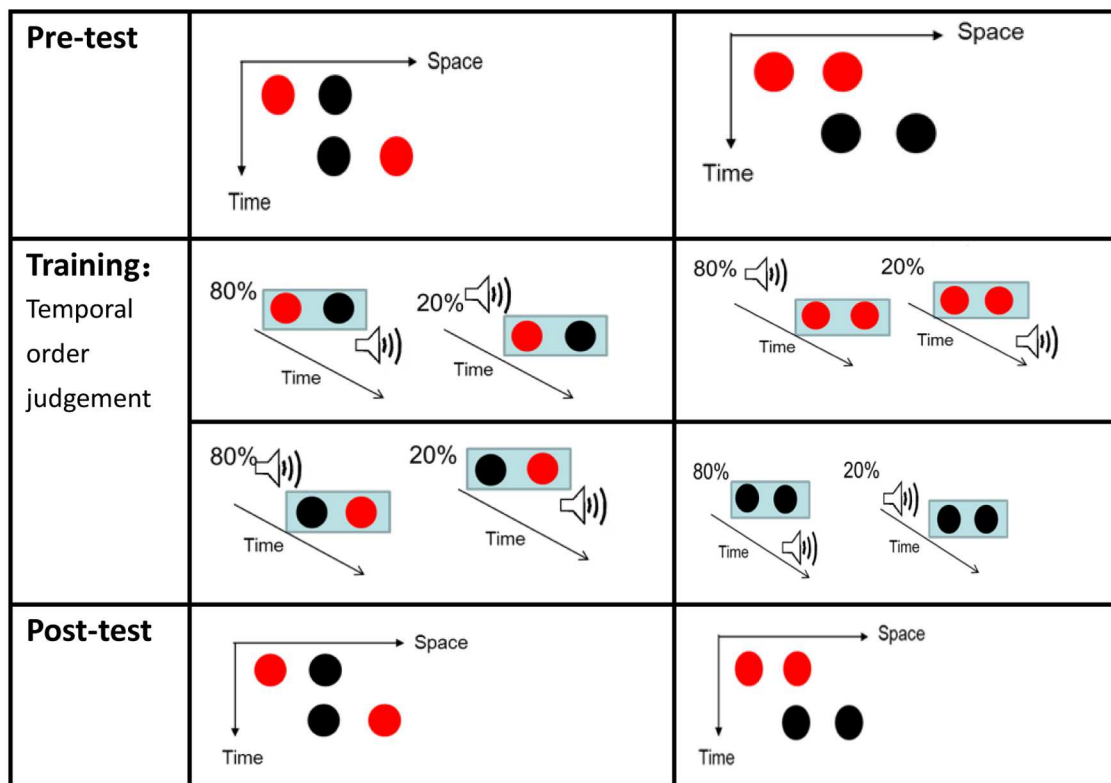 Pre-test
Space
Time
Space
Time
Training：
Temporal
order
judgement
80%
Time
20%
Time
80%
Time
20%
Time
80%
Time
20%
Time
80%
Time
20%
Time
Post-test
Space
Time
Space
Time